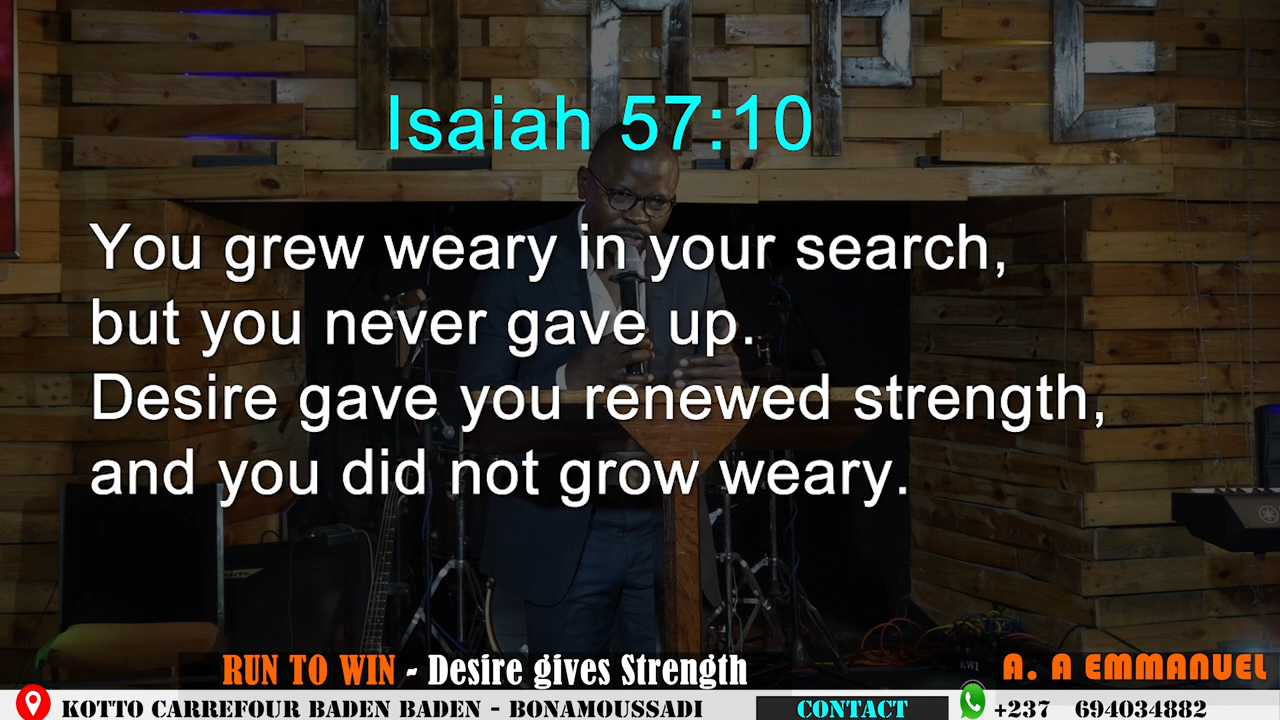 HOPE
Isaiah 57:10
You grew weary in your search,
but you never gave up.
Desire gave you renewed strength,
and you did not grow weary.
RUN TO WIN - Desire gives Strength
A. A EMMANUEL
KOTTO CARREFOUR BADEN BADEN - BONAMOUSSADI
CONTACT
+237 694034882